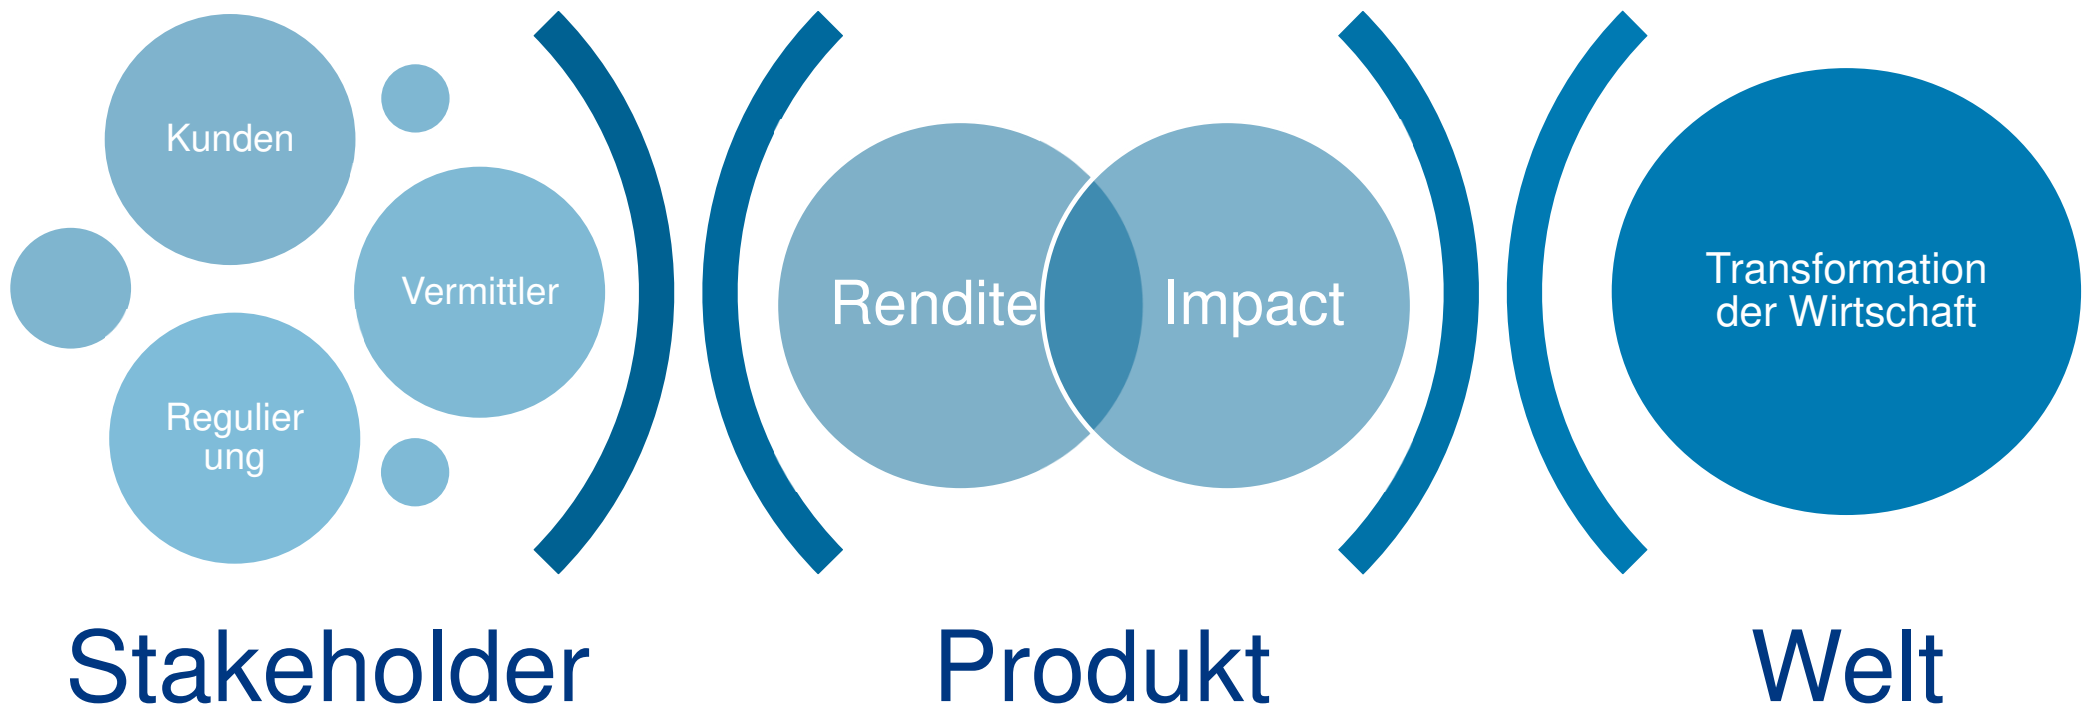 Kunden
Vermittler
Regulier
ung
Rendite
Impact
Transformation
der Wirtschaft
Stakeholder
Produkt
Welt